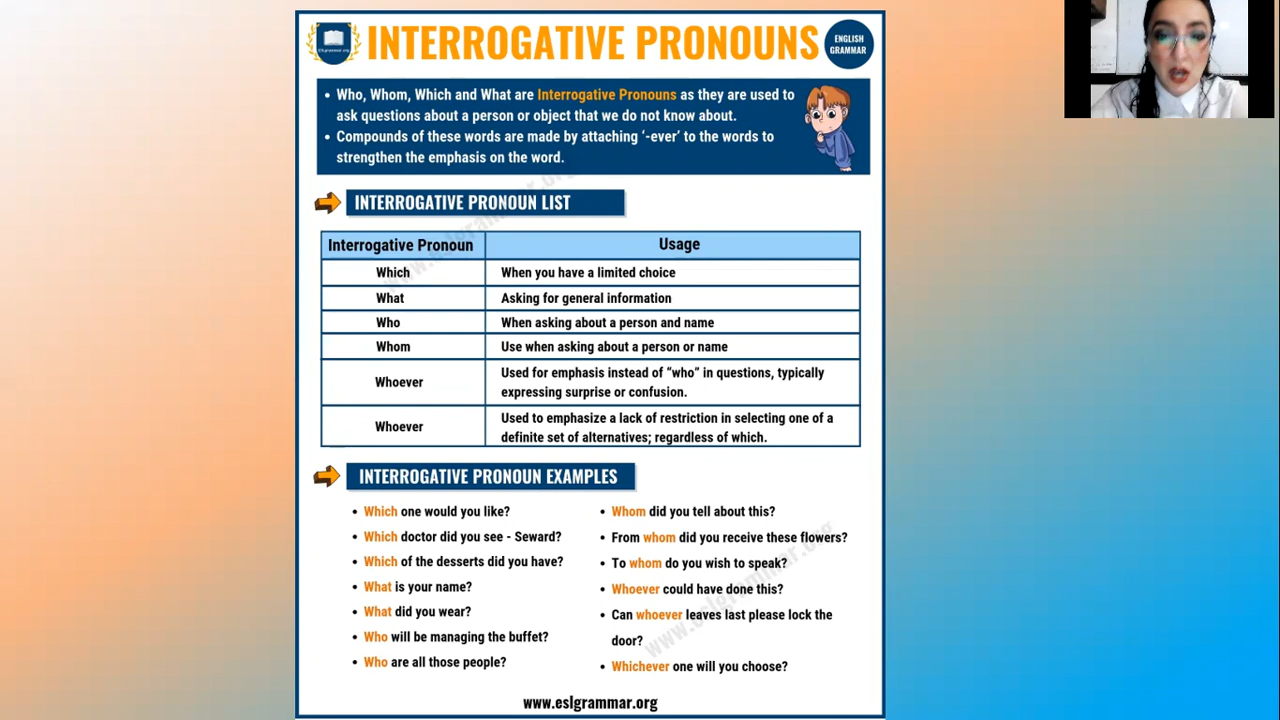 INTERROGATIVE PRONOUNS
ENGLISH
GRAMMAR
• Who, Whom, Which and What are Interrogative Pronouns as they are used to
ask questions about a person or object that we do not know about.
• Compounds of these words are made by attaching ‘-ever’ to the words to
strengthen the emphasis on the word.
INTERROGATIVE PRONOUN LIST
Interrogative Pronoun Usage
Which When you have a limited choice
What Asking for general information
Who When asking about a person and name
Whom Use when asking about a person or name
Whoever Used for emphasis instead of “who” in questions, typically
expressing surprise or confusion.
Whoever Used to emphasize a lack of restriction in selecting one of a
definite set of alternatives; regardless of which.
INTERROGATIVE PRONOUN EXAMPLES
• Which one would you like?
• Which doctor did you see - Seward?
• Which of the desserts did you have?
• What is your name?
• What did you wear?
• Who will be managing the buffet?
• Who are all those people?
• Whom did you tell about this?
• From whom did you receive these flowers?
• To whom do you wish to speak?
• Whoever could have done this?
• Can whoever leaves last please lock the
door?
• Whichever one will you choose?
www.eslgrammar.org
www.eslgrammar.org
www.eslgrammar.org